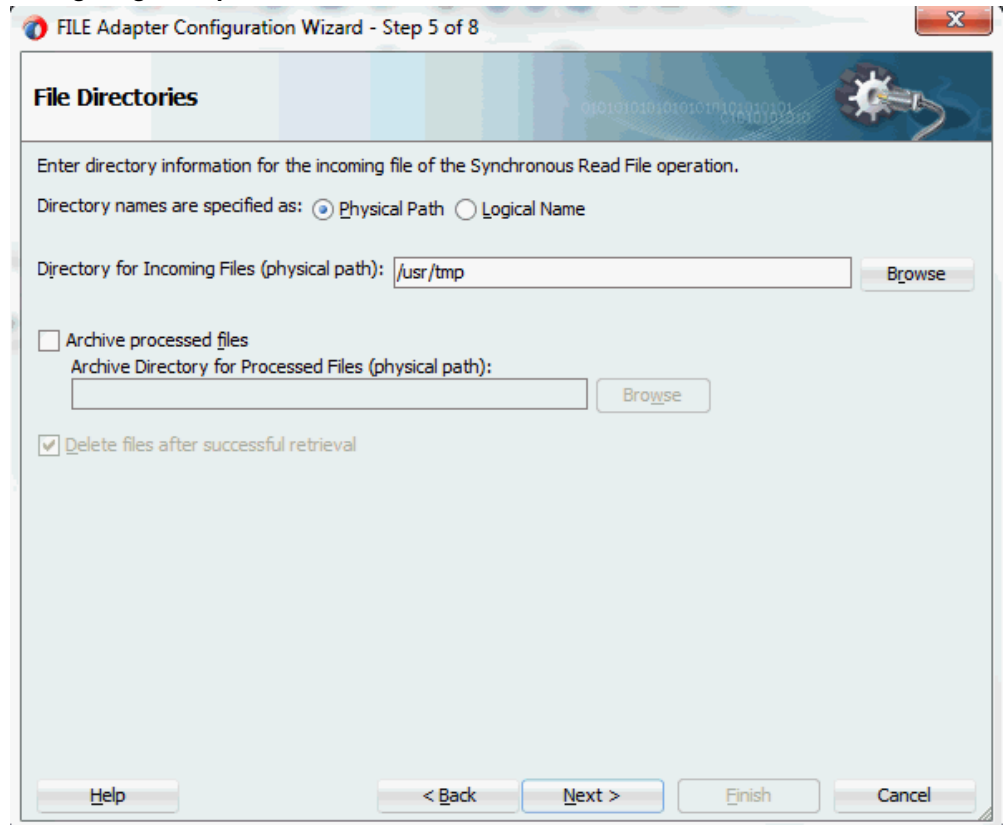 FILE Adapter Configuration Wizard - Step 5 of 8
File Directories
Enter directory information for the incoming file of the Synchronous Read File operation.
Directory names are specified as: Physical Path Logical Name
Directory for Incoming Files (physical path): /usr/tmp Browse
Archive processed files
Archive Directory for Processed Files (physical path):
Browse
Delete files after successful retrieval
Help < Back Next > Finish Cancel